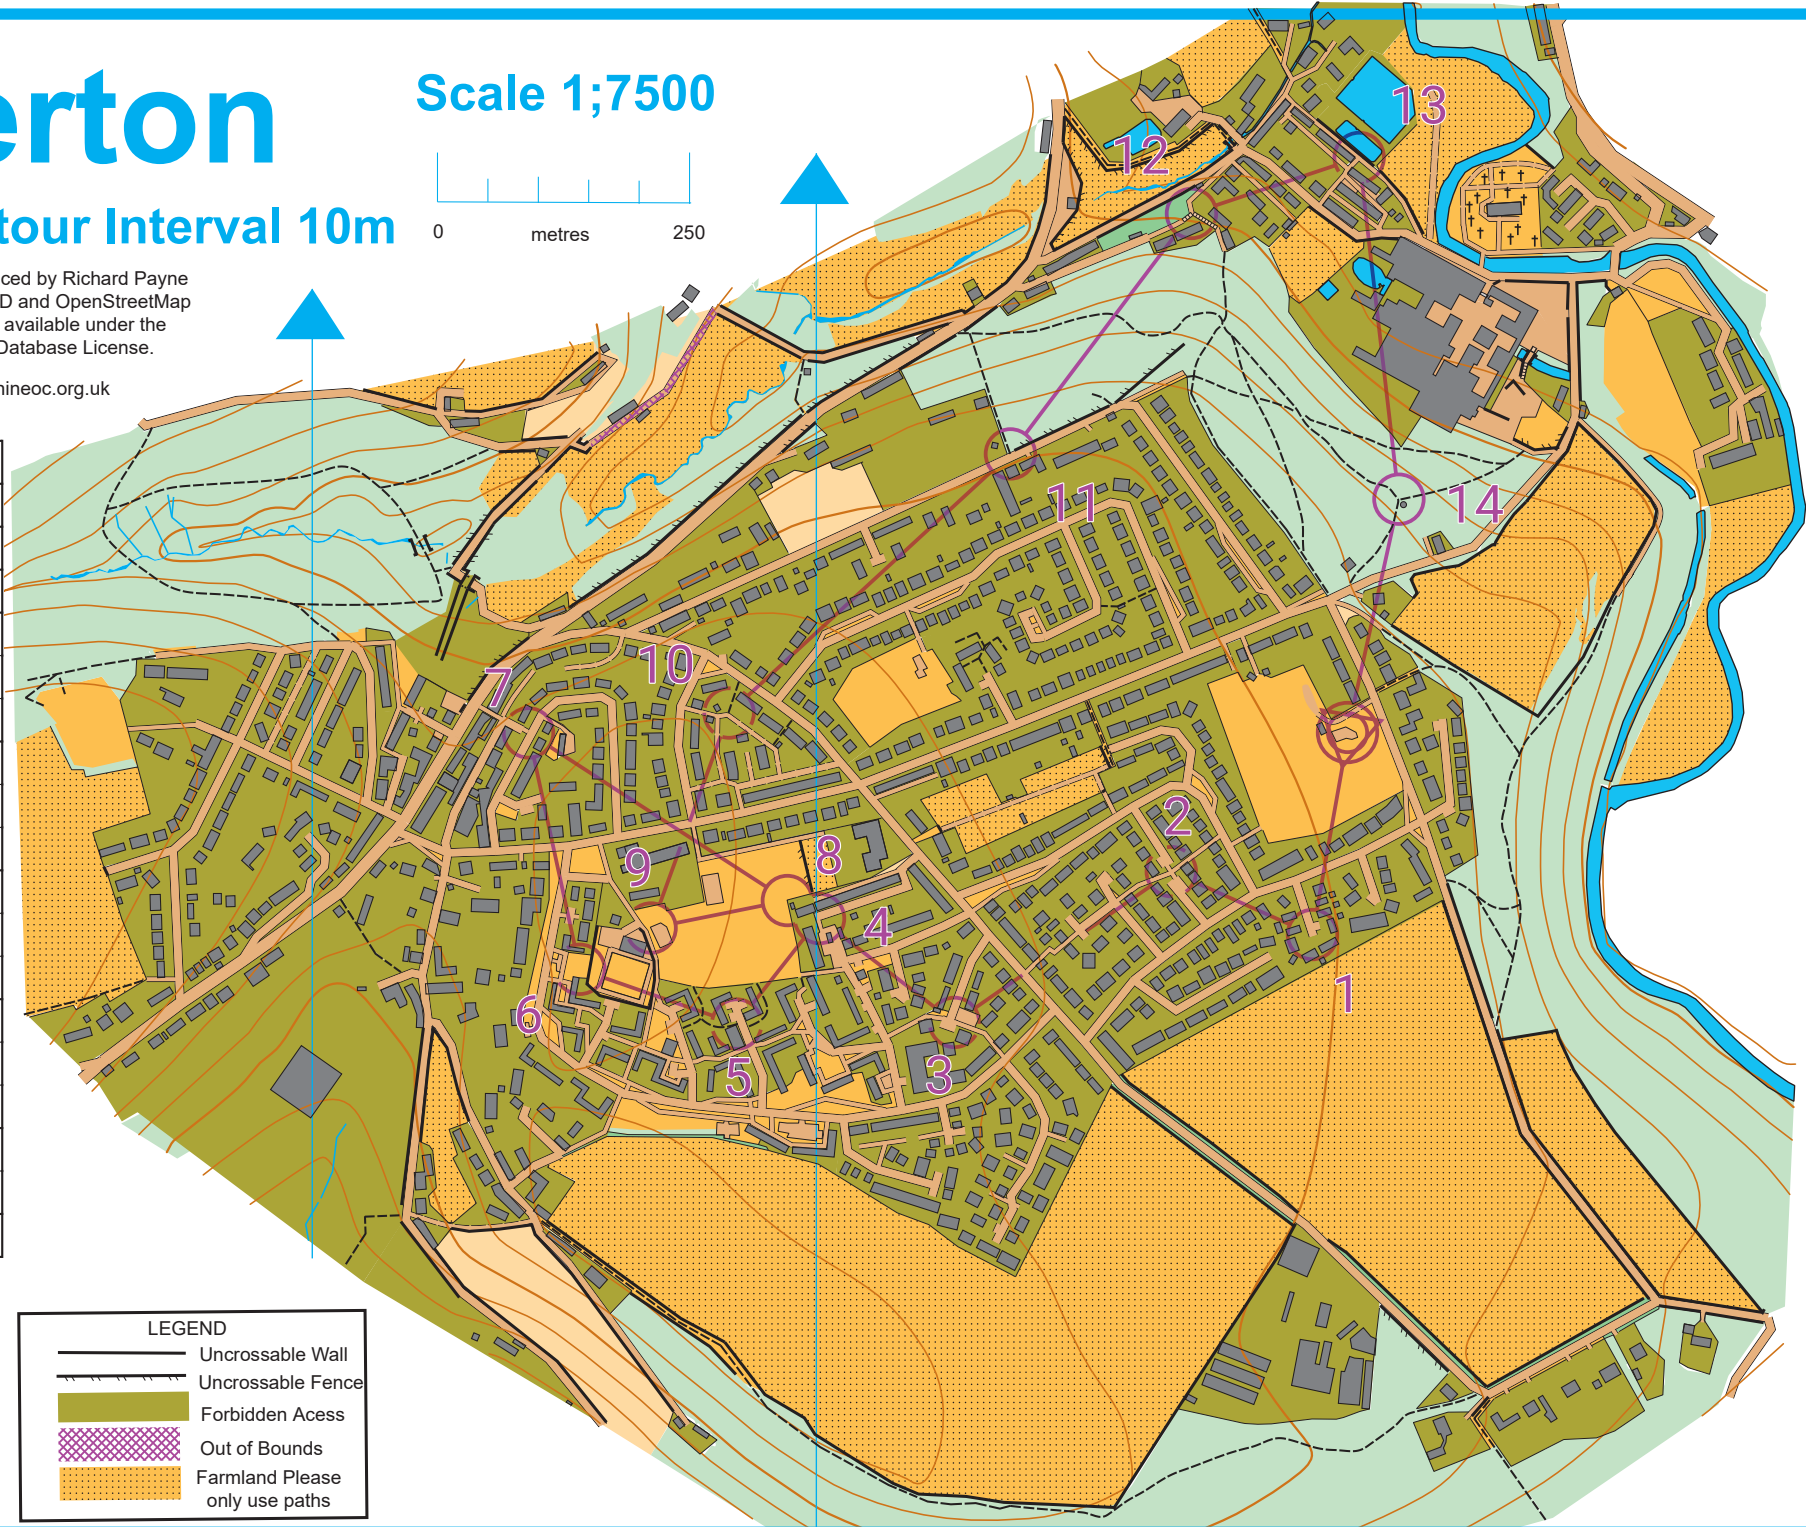 erton
Scale 1;7500
tour Interval 10m
0 metres 250
ced by Richard Payne
D and OpenStreetMap
available under the
Database License.
nineoc.org.uk
13
12
11
14
10
7
2
8
9
4
1
6
5
3
LEGEND
Uncrossable Wall
Uncrossable Fence
Forbidden Acess
Out of Bounds
Farmland Please
only use paths